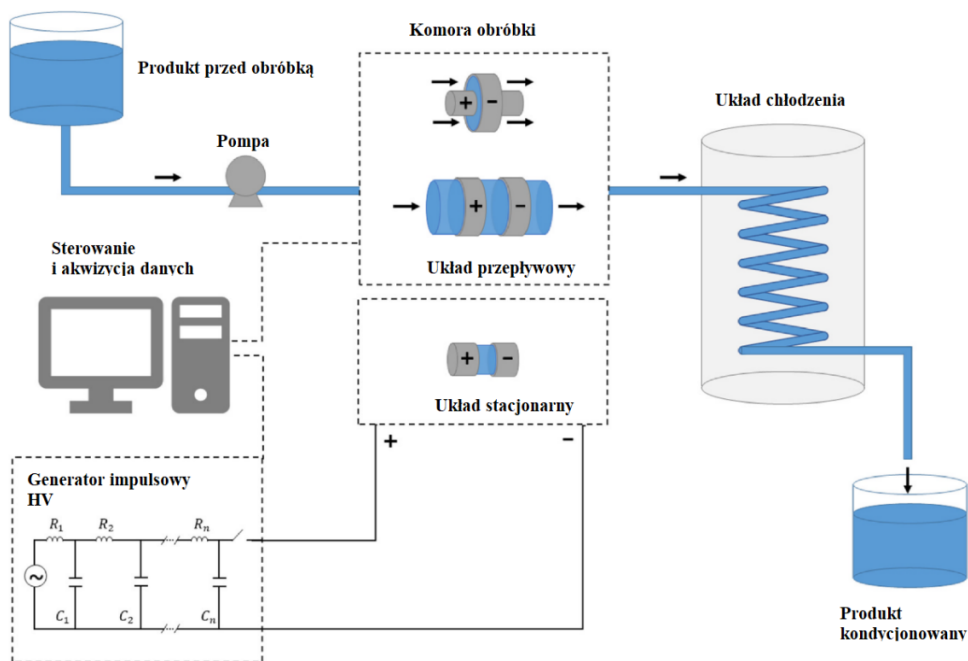 Komora obróbki
Produkt przed obróbką
Układ chłodzenia
Pompa
+ −
+ −
Sterowanie
i akwizycja danych
Układ przepływowy
+ −
Układ stacjonarny
+ −
Generator impulsowy
HV
R₁ R₂ Rₙ
~
C₁ C₂ Cₙ
Produkt
kondycjonowany